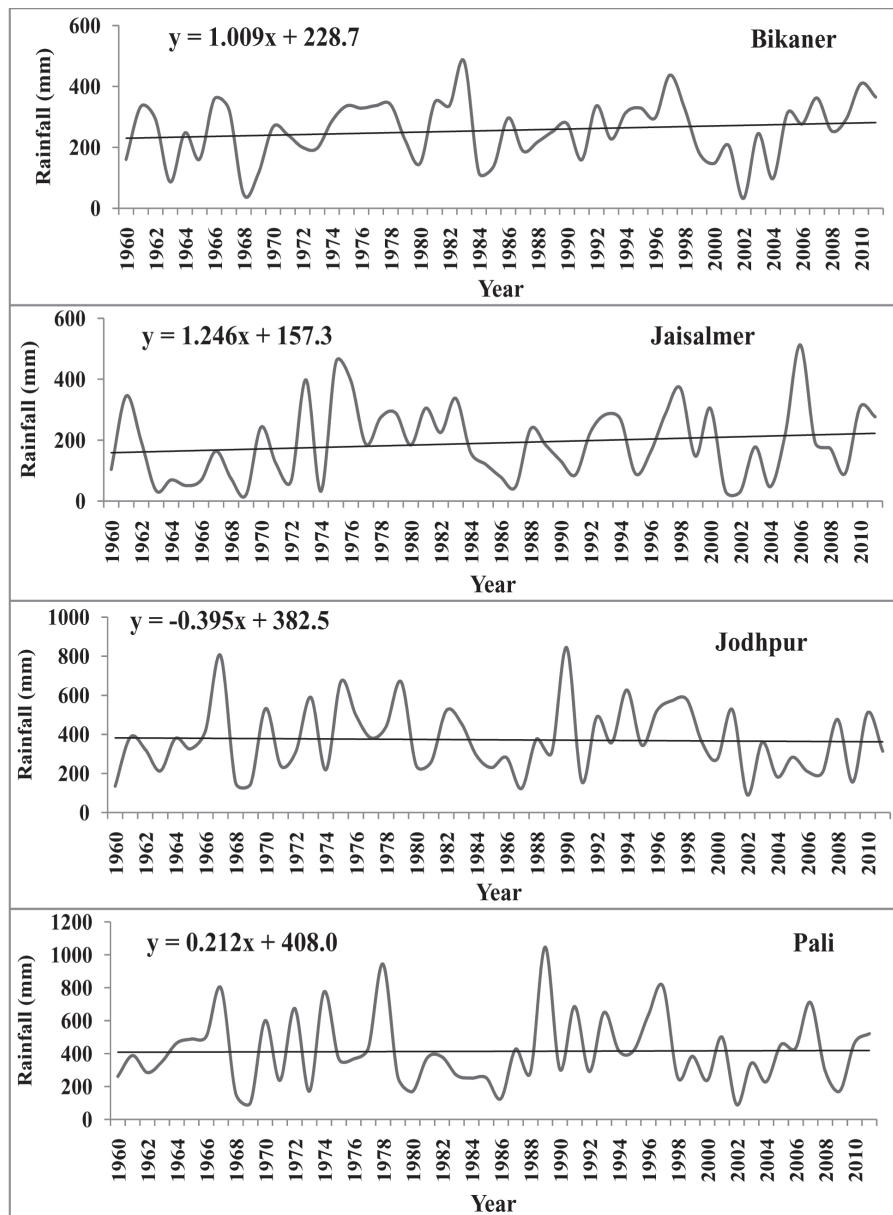 y = 1.009x + 228.7
Bikaner
Rainfall (mm)
600
400
200
0
1960 1962 1964 1966 1968 1970 1972 1974 1976 1978 1980 1982 1984 1986 1988 1990 1992 1994 1996 1998 2000 2002 2004 2006 2008 2010
Year
y = 1.246x + 157.3
Jaisalmer
Rainfall (mm)
600
400
200
0
1960 1962 1964 1966 1968 1970 1972 1974 1976 1978 1980 1982 1984 1986 1988 1990 1992 1994 1996 1998 2000 2002 2004 2006 2008 2010
Year
y = -0.395x + 382.5
Jodhpur
Rainfall (mm)
1000
800
600
400
200
0
1960 1962 1964 1966 1968 1970 1972 1974 1976 1978 1980 1982 1984 1986 1988 1990 1992 1994 1996 1998 2000 2002 2004 2006 2008 2010
Year
y = 0.212x + 408.0
Pali
Rainfall (mm)
1200
1000
800
600
400
200
0
1960 1962 1964 1966 1968 1970 1972 1974 1976 1978 1980 1982 1984 1986 1988 1990 1992 1994 1996 1998 2000 2002 2004 2006 2008 2010
Year